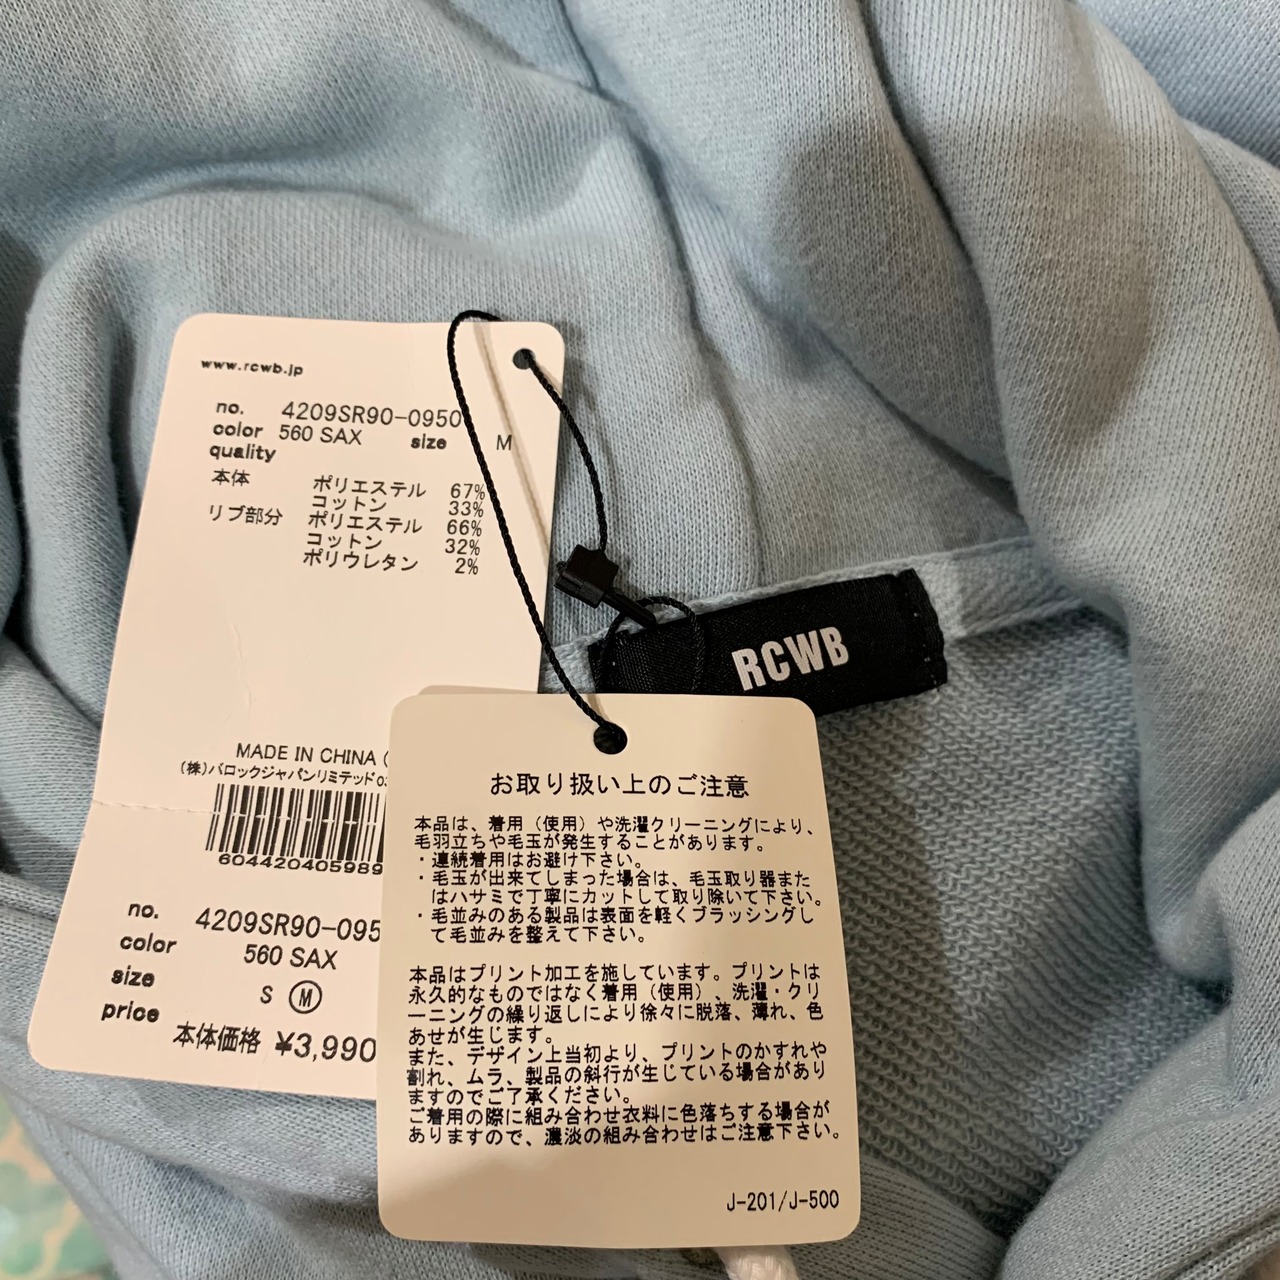 www.rcwb.jp
no. 4209SR90-0950
color 560 SAX size M
quality
本体 ポリエステル 67%
コットン 33%
リブ部分 ポリエステル 66%
コットン 32%
ポリウレタン 2%
MADE IN CHINA (
(株)バロックジャパンリミテッド03
604420405989
no. 4209SR90-095
color 560 SAX
size S M
price
本体価格 ¥3,990
RCWB
お取り扱い上のご注意
本品は、着用(使用)や洗濯クリーニングにより、
毛羽立ちや毛玉が発生することがあります。
・連続着用はお避け下さい。
・毛玉が出来てしまった場合は、毛玉取り器また
はハサミで丁寧にカットして取り除いて下さい。
・毛並みのある製品は表面を軽くブラッシングし
て毛並みを整えて下さい。
本品はプリント加工を施しています。プリントは
永久的なものではなく着用(使用)、洗濯・クリ
ーニングの繰り返しにより徐々に脱落、薄れ、色
あせが生じます。
また、デザイン上当初より、プリントのかすれや
割れ、ムラ、製品の斜行が生じている場合があり
ますのでご了承ください。
ご着用の際に組み合わせ衣料に色落ちする場合が
ありますので、濃淡の組み合わせはご注意下さい。
J-201/J-500